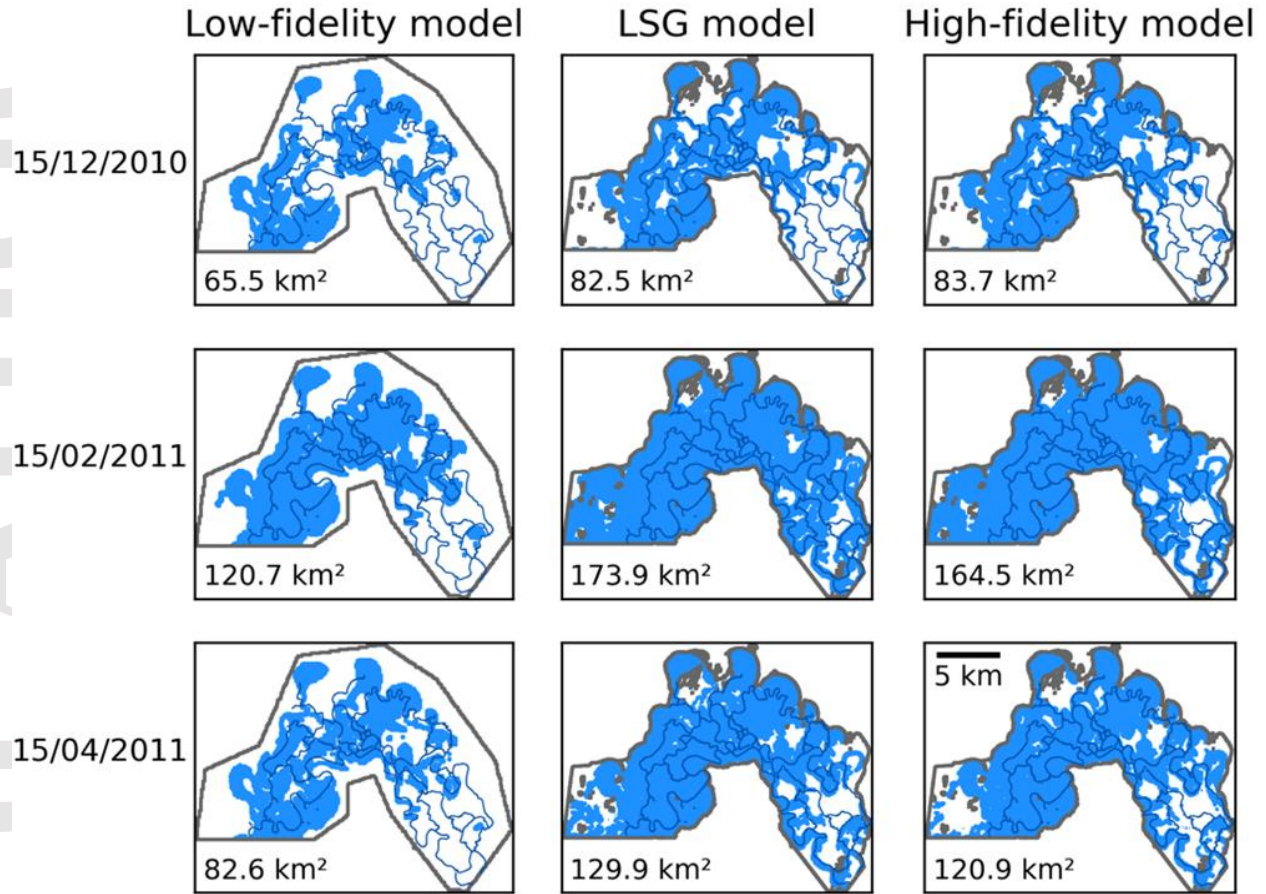 Low-fidelity model LSG model High-fidelity model
15/12/2010
65.5 km² 82.5 km² 83.7 km²
15/02/2011
120.7 km² 173.9 km² 164.5 km²
5 km
15/04/2011
82.6 km² 129.9 km² 120.9 km²